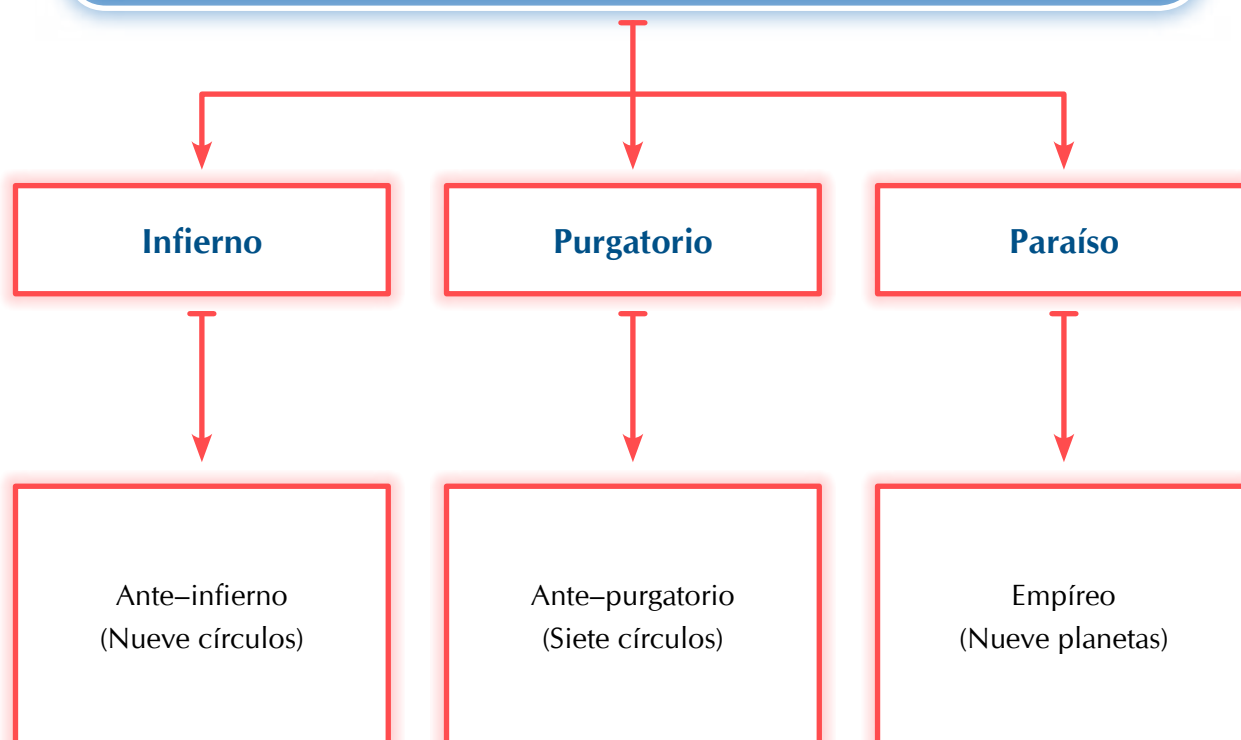 Infierno
Purgatorio
Paraíso
Ante–infierno
(Nueve círculos)
Ante–purgatorio
(Siete círculos)
Empíreo
(Nueve planetas)